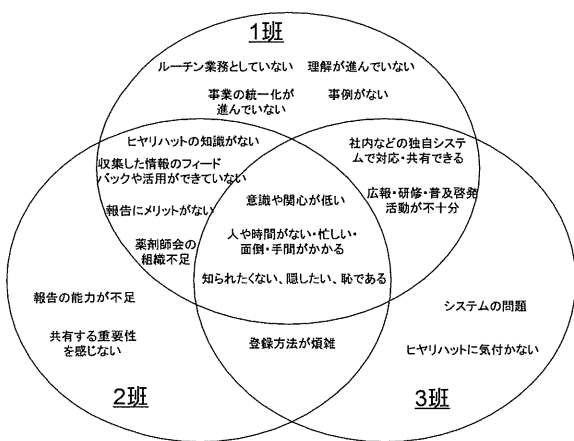 1班
ルーチン業務としていない 理解が進んでいない
事業の統一化が 事例がない
進んでいない
ヒヤリハットの知識がない
収集した情報のフィード
バックや活用ができていない
報告にメリットがない
薬剤師会の
組織不足
社内などの独自システ
ムで対応・共有できる
広報・研修・普及啓発
活動が不十分
意識や関心が低い
人や時間がない・忙しい・
面倒・手間がかかる
知られたくない、隠したい、恥である
報告の能力が不足
共有する重要性
を感じない
登録方法が煩雑
システムの問題
ヒヤリハットに気付かない
2班
3班